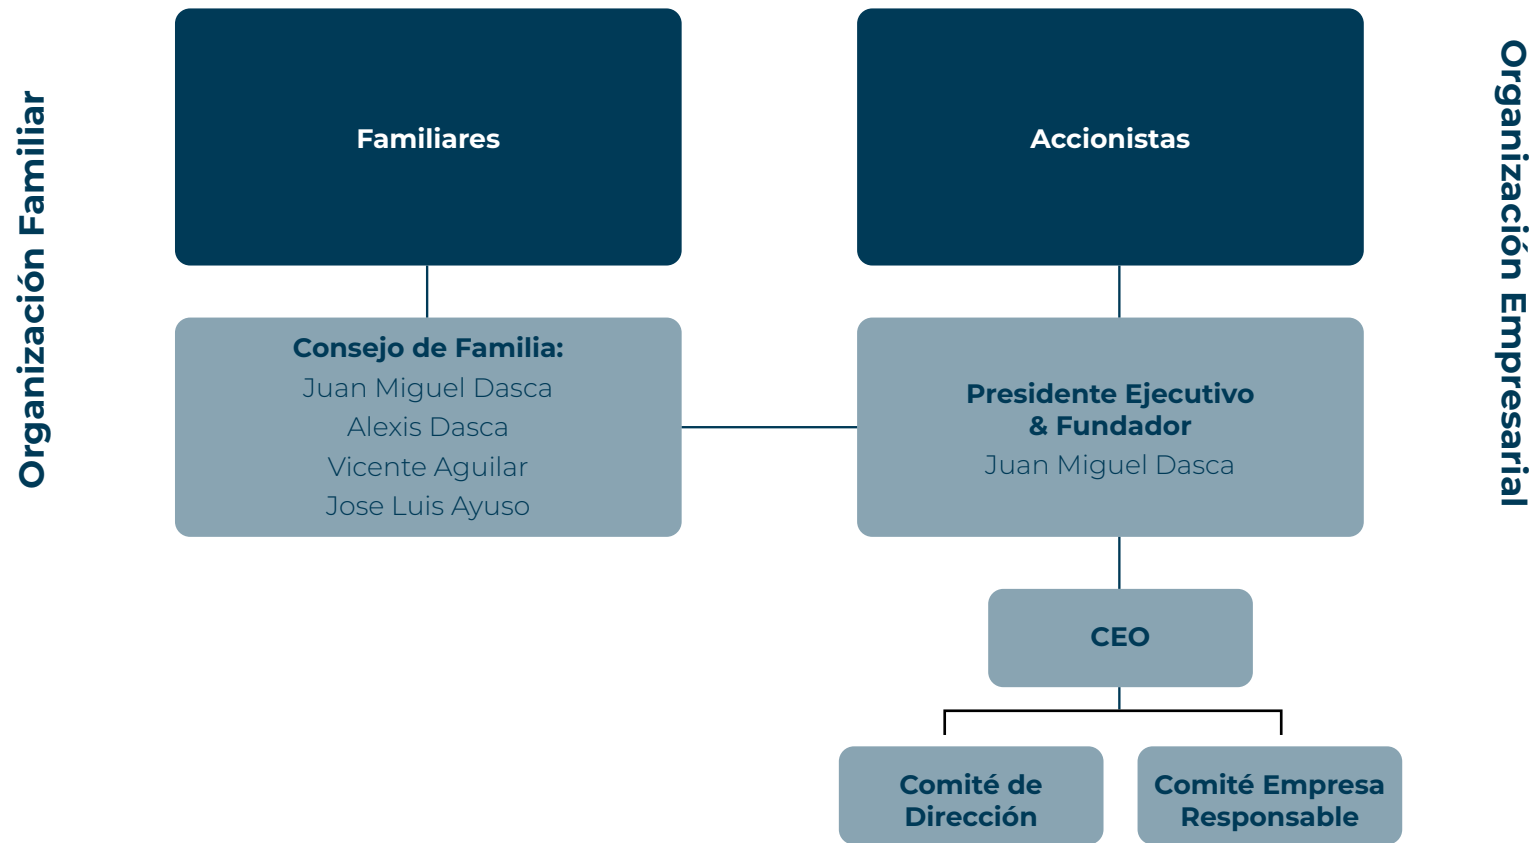 Organización Familiar
Familiares
Consejo de Familia:
Juan Miguel Dasca
Alexis Dasca
Vicente Aguilar
Jose Luis Ayuso
Accionistas
Presidente Ejecutivo
& Fundador
Juan Miguel Dasca
CEO
Comité de
Dirección
Comité Empresa
Responsable
Organización Empresarial